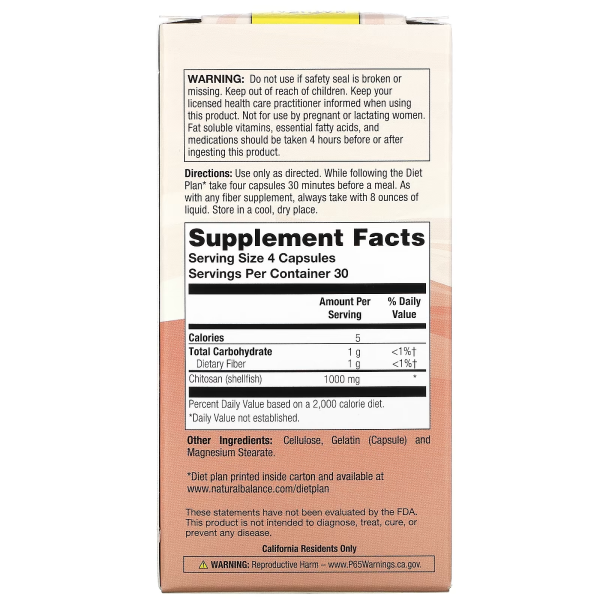 WARNING: Do not use if safety seal is broken or
missing. Keep out of reach of children. Keep your
licensed health care practitioner informed when using
this product. Not for use by pregnant or lactating women.
Fat soluble vitamins, essential fatty acids, and
medications should be taken 4 hours before or after
ingesting this product.
Directions: Use only as directed. While following the Diet
Plan* take four capsules 30 minutes before a meal. As
with any fiber supplement, always take with 8 ounces of
liquid. Store in a cool, dry place.
Supplement Facts
Serving Size 4 Capsules
Servings Per Container 30
Amount Per Serving % Daily Value
Calories 5
Total Carbohydrate 1 g <1%†
Dietary Fiber 1 g <1%†
Chitosan (shellfish) 1000 mg *
Percent Daily Value based on a 2,000 calorie diet.
*Daily Value not established.
Other Ingredients: Cellulose, Gelatin (Capsule) and
Magnesium Stearate.
*Diet plan printed inside carton and available at
www.naturalbalance.com/dietplan
These statements have not been evaluated by the FDA.
This product is not intended to diagnose, treat, cure, or
prevent any disease.
California Residents Only
⚠ WARNING: Reproductive Harm – www.P65Warnings.ca.gov.